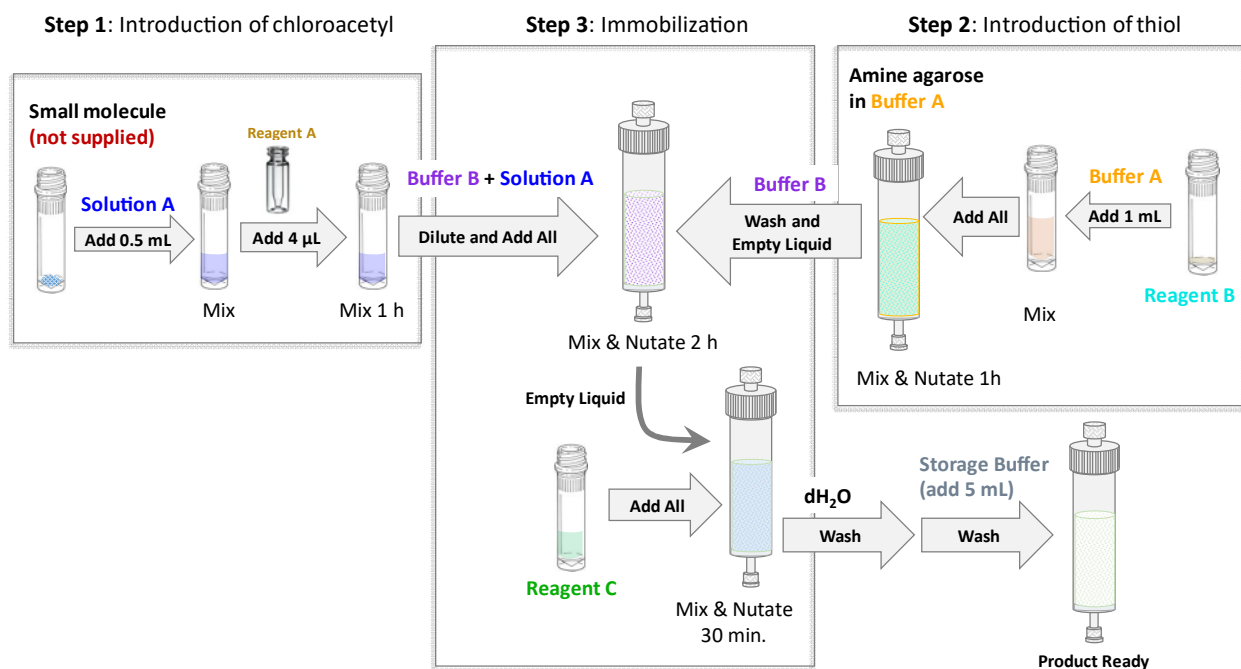 Step 1: Introduction of chloroacetyl
Small molecule
(not supplied)
Solution A
Add 0.5 mL
Mix
Reagent A
Add 4 µL
Mix 1 h
Buffer B + Solution A
Dilute and Add All
Step 3: Immobilization
Mix & Nutate 2 h
Empty Liquid
Reagent C
Add All
Mix & Nutate
30 min.
Step 2: Introduction of thiol
Amine agarose
in Buffer A
Buffer B
Wash and
Empty Liquid
Mix & Nutate 1h
Add All
Mix
Buffer A
Add 1 mL
Reagent B
dH₂O
Wash
Storage Buffer
(add 5 mL)
Wash
Product Ready